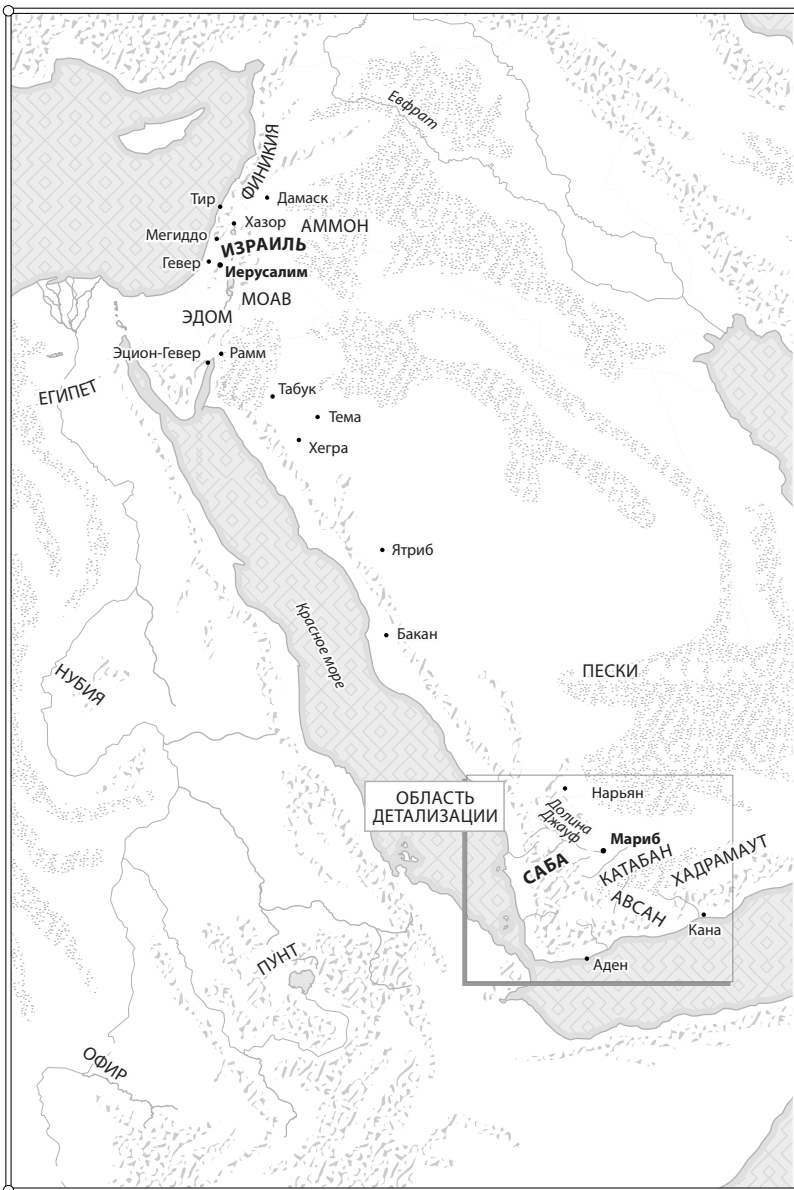 Евфрат
ФИНИКИЯ
Тир
Дамаск
Хазор
АММОН
Мегиддо
ИЗРАИЛЬ
Гевер
Иерусалим
МОАВ
ЭДОМ
Эцион-Гевер
Рамм
ЕГИПЕТ
Табук
Тема
Хегра
Ятриб
Красное море
Бакан
НУБИЯ
ПЕСКИ
ОБЛАСТЬ
ДЕТАЛИЗАЦИИ
Нарьян
Долина
Джауф
Мариб
САБА
КАТАБАН
ХАДРАМАУТ
АВСАН
Кана
Аден
ПУНТ
ОФИР